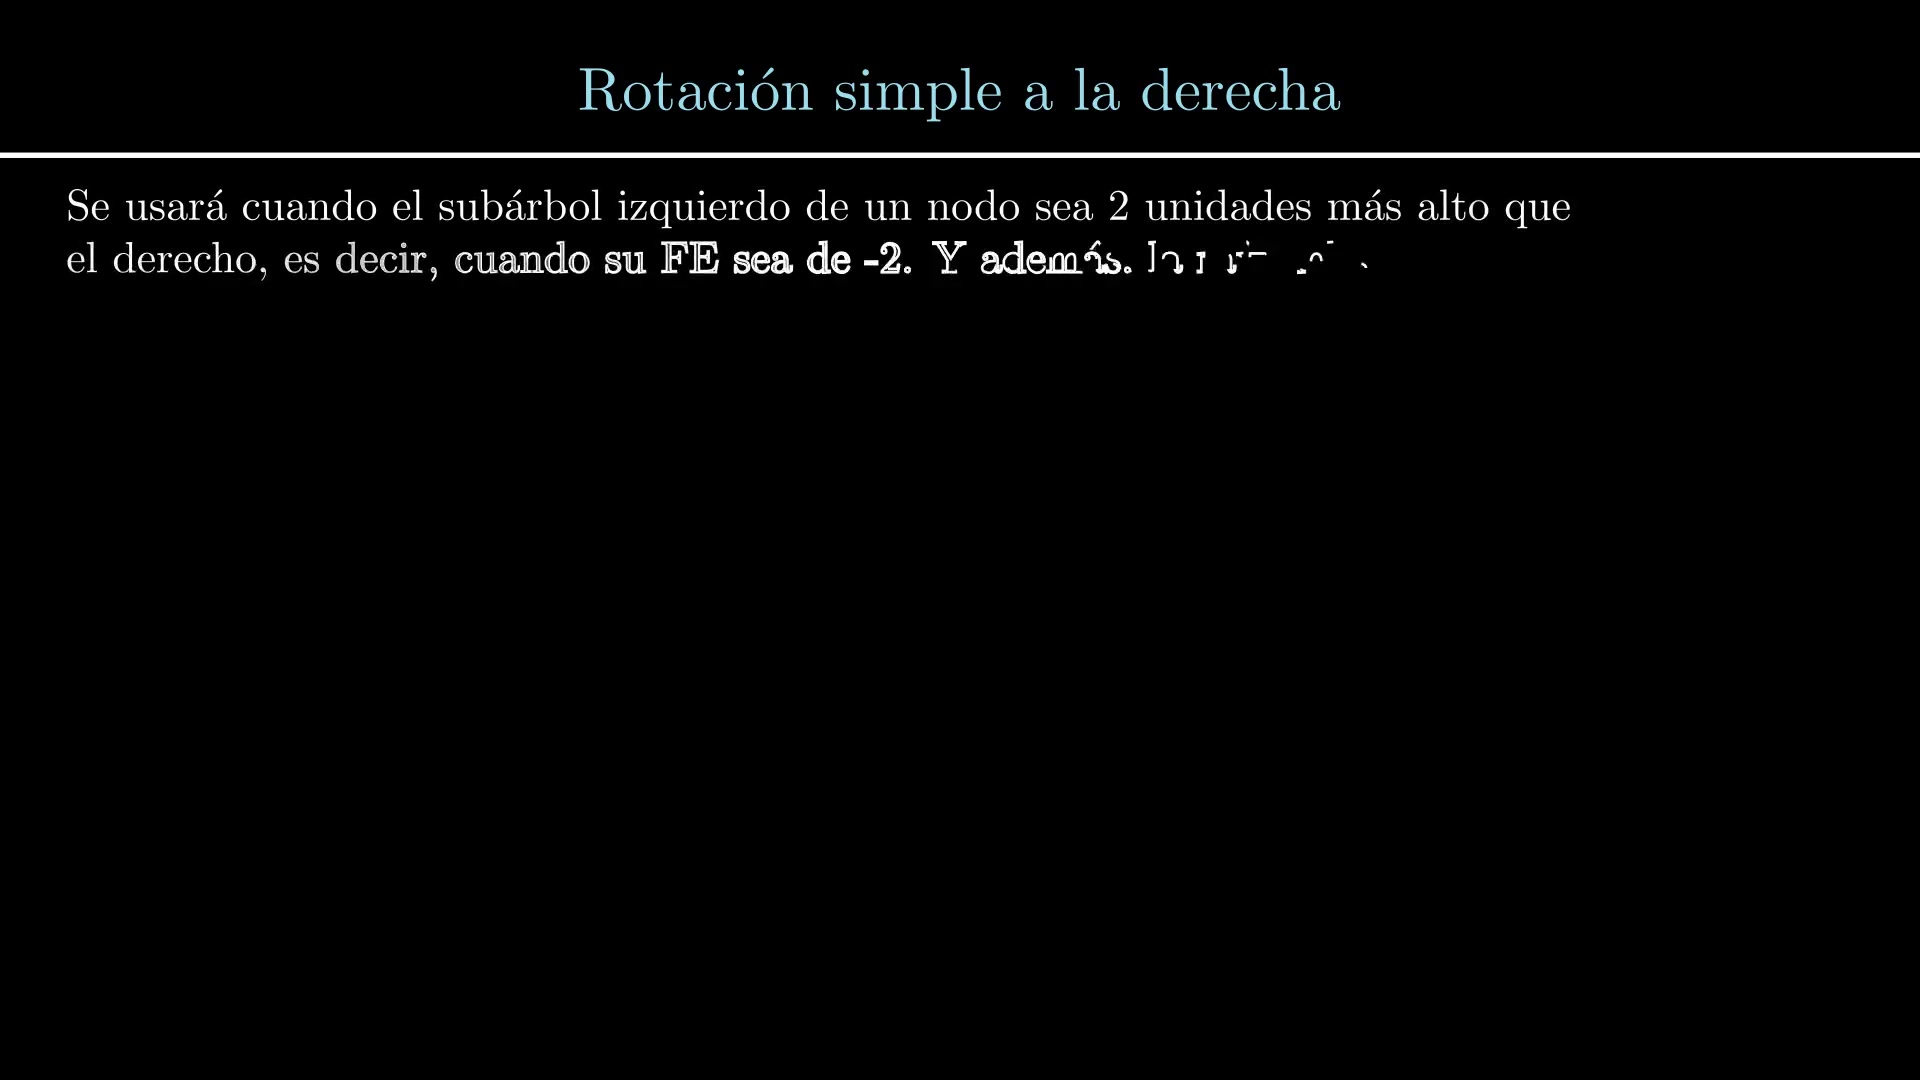 Rotación simple a la derecha
Se usará cuando el subárbol izquierdo de un nodo sea 2 unidades más alto que
el derecho, es decir, cuando su FE sea de -2. Y además,